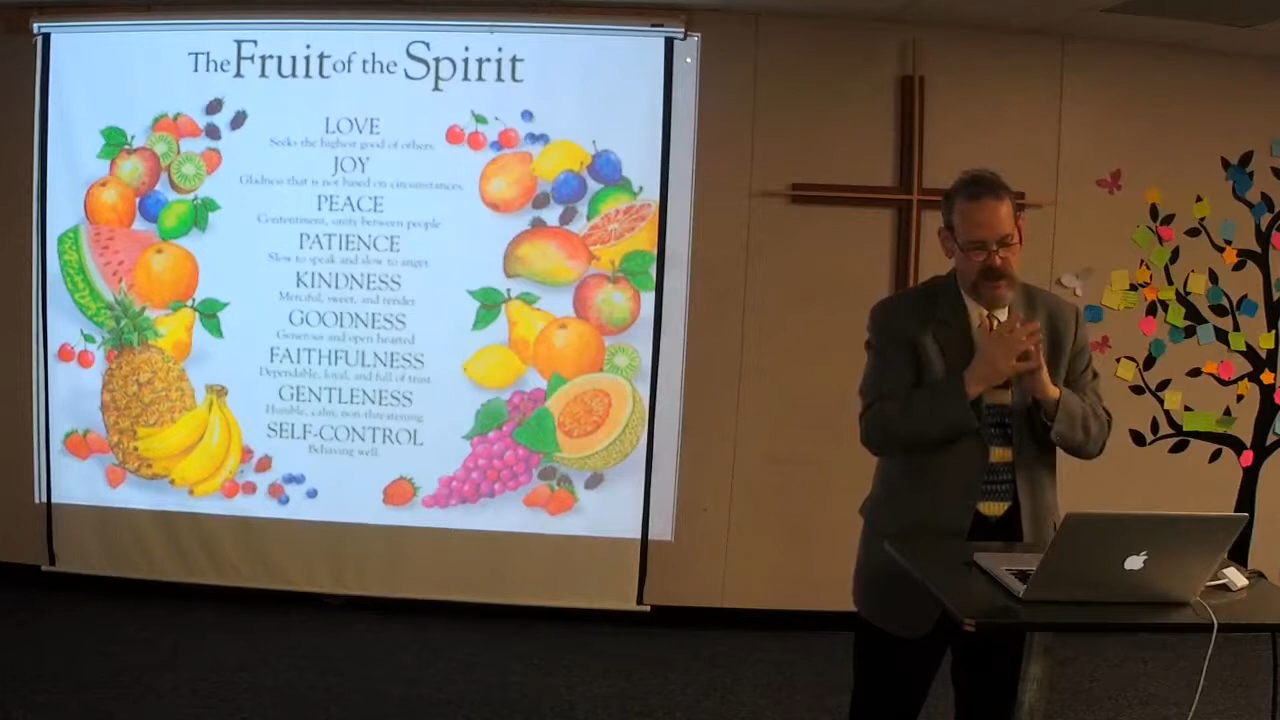 The Fruit of the Spirit
LOVE
Seeks the highest good of others.
JOY
Gladness that is not based on circumstances.
PEACE
Contentment, unity between people.
PATIENCE
Slow to speak and slow to anger.
KINDNESS
Merciful, sweet, and tender
GOODNESS
Generous and open hearted
FAITHFULNESS
Dependable, loyal, and full of trust
GENTLENESS
Humble, calm, non-threatening
SELF-CONTROL
Behaving well.